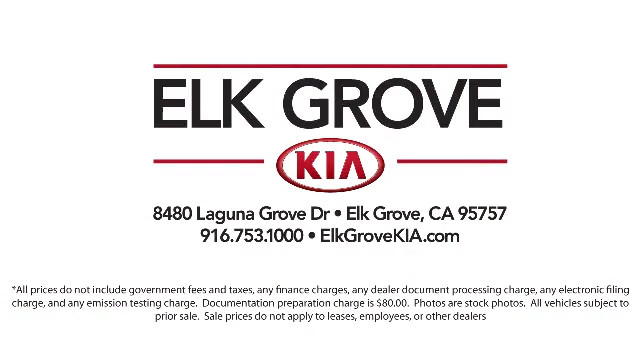 ELK GROVE
KIA
8480 Laguna Grove Dr • Elk Grove, CA 95757
916.753.1000 • ElkGroveKIA.com
*All prices do not include government fees and taxes, any finance charges, any dealer document processing charge, any electronic filing
charge, and any emission testing charge.  Documentation preparation charge is $80.00.  Photos are stock photos.  All vehicles subject to
prior sale.  Sale prices do not apply to leases, employees, or other dealers